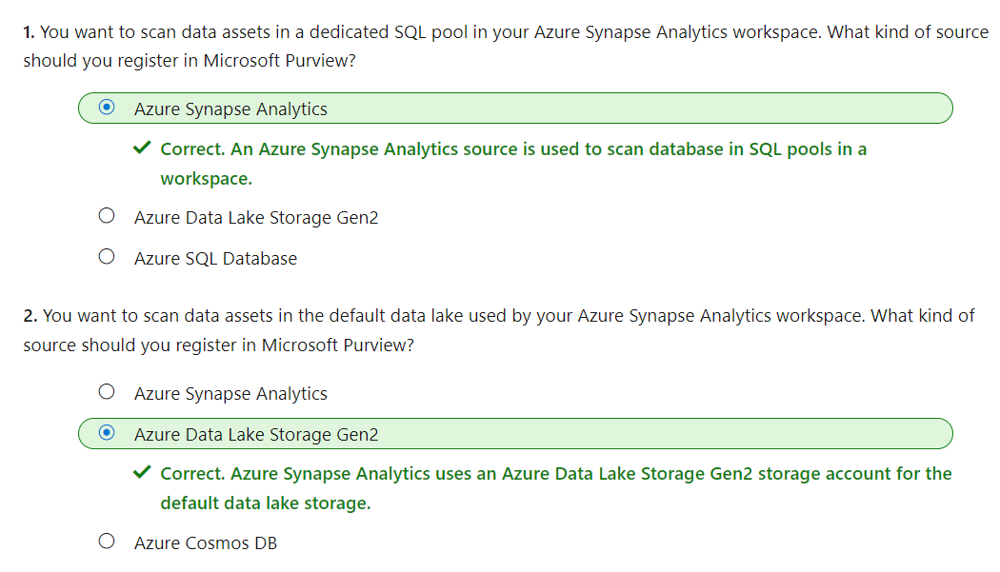 1. You want to scan data assets in a dedicated SQL pool in your Azure Synapse Analytics workspace. What kind of source
should you register in Microsoft Purview?
Azure Synapse Analytics
Correct. An Azure Synapse Analytics source is used to scan database in SQL pools in a
workspace.
Azure Data Lake Storage Gen2
Azure SQL Database
2. You want to scan data assets in the default data lake used by your Azure Synapse Analytics workspace. What kind of
source should you register in Microsoft Purview?
Azure Synapse Analytics
Azure Data Lake Storage Gen2
Correct. Azure Synapse Analytics uses an Azure Data Lake Storage Gen2 storage account for the
default data lake storage.
Azure Cosmos DB